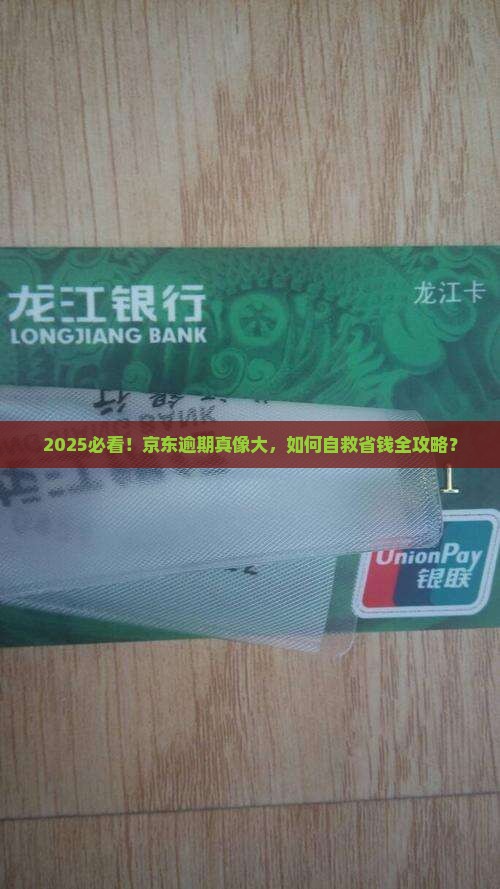 龙江银行
LONGJIANG BANK
龙江卡
2025必看！京东逾期真像大，如何自救省钱全攻略？
1
UnionPay
银联